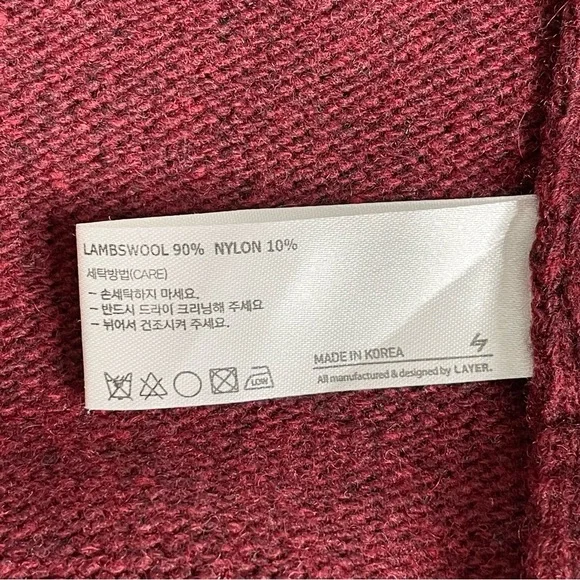 LAMBSWOOL 90% NYLON 10%
세탁방법(CARE)
- 손세탁하지 마세요.
- 반드시 드라이 크리닝해 주세요
- 뉘어서 건조시켜 주세요.
LOW
MADE IN KOREA
All manufactured & designed by LAYER.